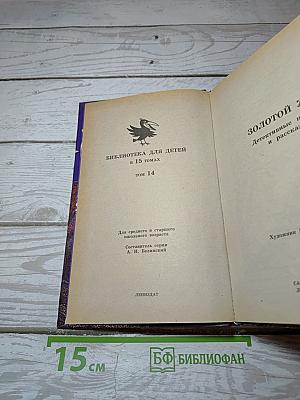 БИБЛИОТЕКА ДЛЯ ДЕТЕЙ
в 15 томах
том 14
Для среднего и старшего
школьного возраста
Составитель серии
А. И. Белинский
ЛЕНИЗДАТ
ЗОЛОТОЙ
Детективные
и расска
Художник
15 см
БФ БИБЛИОФАН